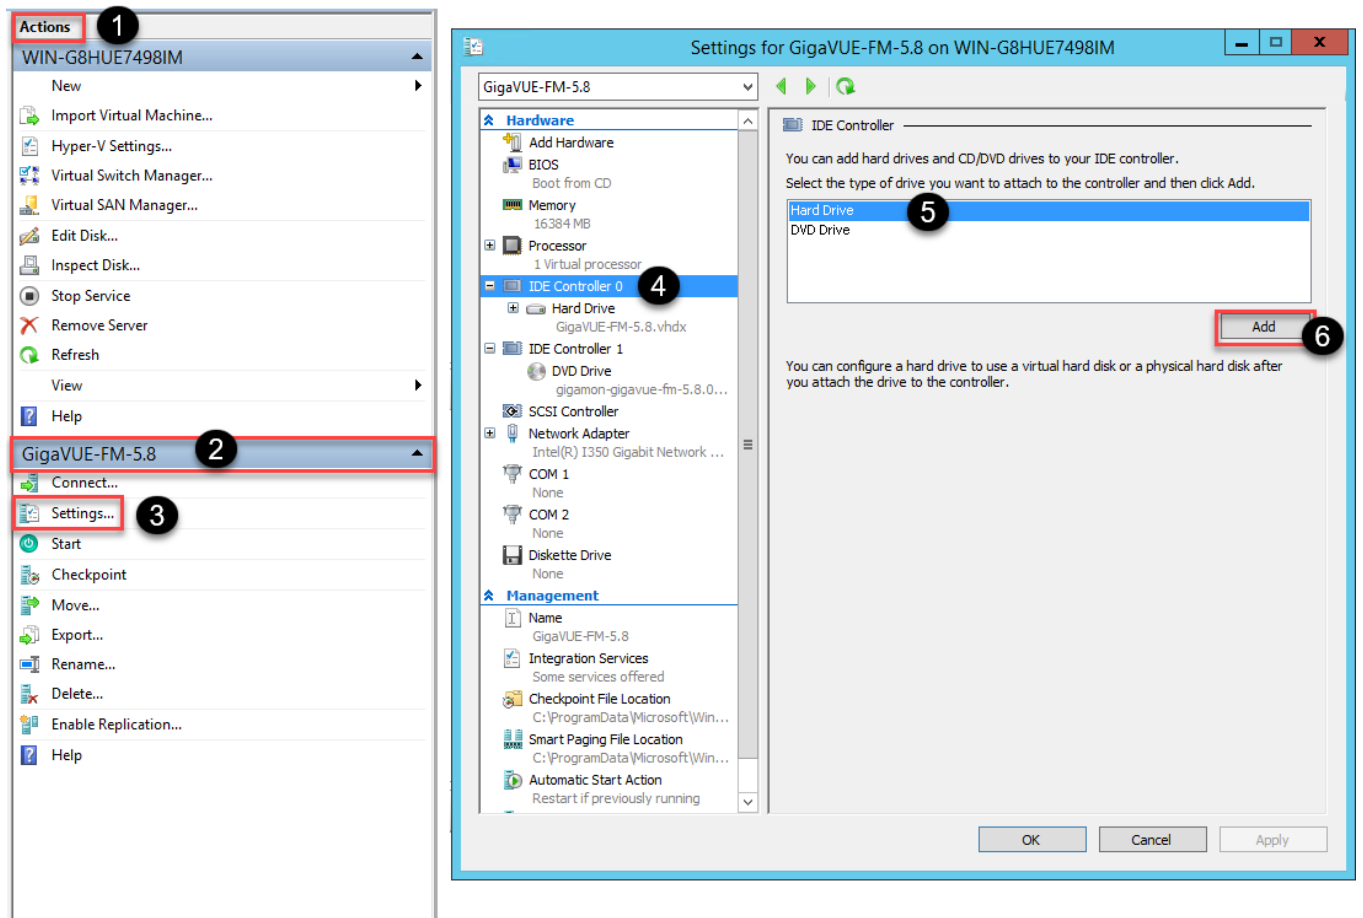 Actions
1
WIN-G8HUE7498IM
New
Import Virtual Machine...
Hyper-V Settings...
Virtual Switch Manager...
Virtual SAN Manager...
Edit Disk...
Inspect Disk...
Stop Service
Remove Server
Refresh
View
Help
GigaVUE-FM-5.8
2
Connect...
Settings...
3
Start
Checkpoint
Move...
Export...
Rename...
Delete...
Enable Replication...
Help
Settings for GigaVUE-FM-5.8 on WIN-G8HUE7498IM
GigaVUE-FM-5.8
Hardware
Add Hardware
BIOS
Boot from CD
Memory
16384 MB
Processor
1 Virtual processor
IDE Controller 0
4
Hard Drive
GigaVUE-FM-5.8.vhdx
IDE Controller 1
DVD Drive
gigamon-gigavue-fm-5.8.0...
SCSI Controller
Network Adapter
Intel(R) I350 Gigabit Network ...
COM 1
None
COM 2
None
Diskette Drive
None
Management
Name
GigaVUE-FM-5.8
Integration Services
Some services offered
Checkpoint File Location
C:\ProgramData\Microsoft\Win...
Smart Paging File Location
C:\ProgramData\Microsoft\Win...
Automatic Start Action
Restart if previously running
IDE Controller
You can add hard drives and CD/DVD drives to your IDE controller.
Select the type of drive you want to attach to the controller and then click Add.
Hard Drive
5
DVD Drive
Add
6
You can configure a hard drive to use a virtual hard disk or a physical hard disk after
you attach the drive to the controller.
OK
Cancel
Apply